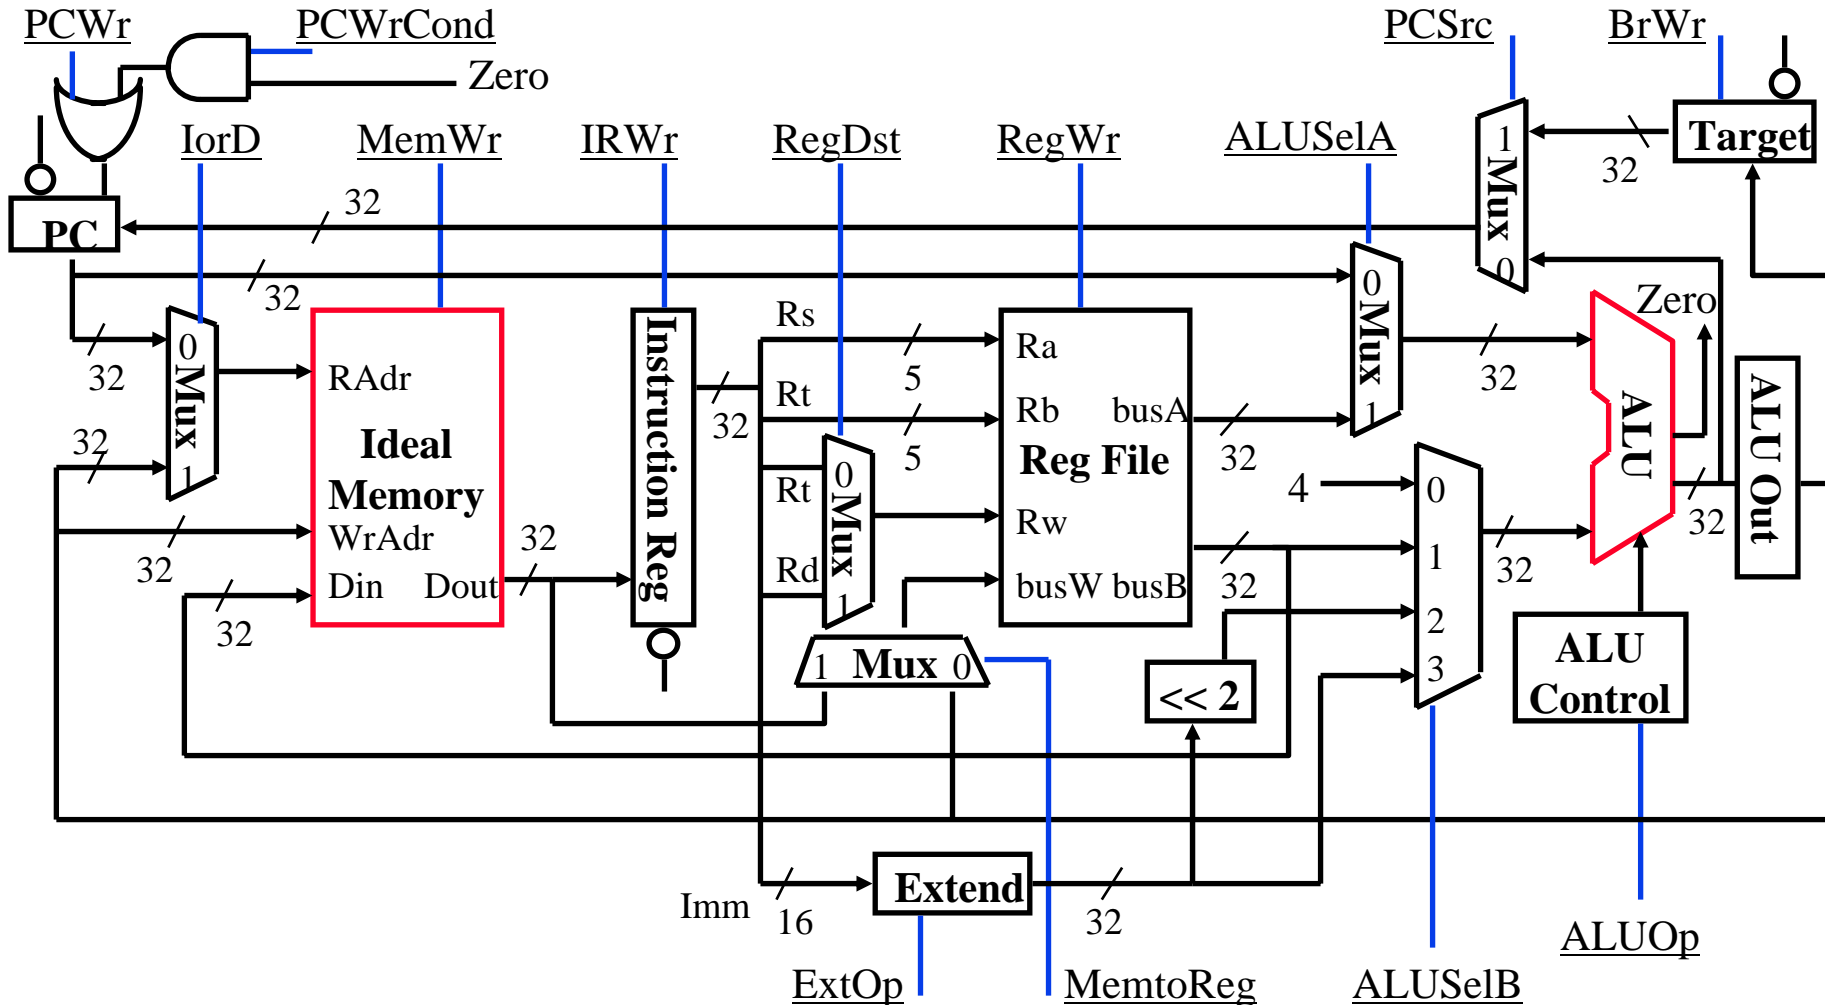 PCWr
PCWrCond
PCSrc
BrWr
Zero
IorD
MemWr
IRWr
RegDst
RegWr
ALUSelA
1
Mux
0
32
Target
PC
32
32
0
Mux
1
32
32
32
32
RAdr
Ideal
Memory
WrAdr
Din
Dout
32
Instruction Reg
32
Rs
5
Rt
5
Rt
Rd
0
Mux
1
Ra
Rb
busA
Reg File
Rw
busW
busB
32
32
0
Mux
1
32
4
0
1
2
3
32
Zero
ALU
32
ALU Out
ALU
Control
1
Mux
0
<< 2
Imm
16
Extend
32
ExtOp
MemtoReg
ALUSelB
ALUOp